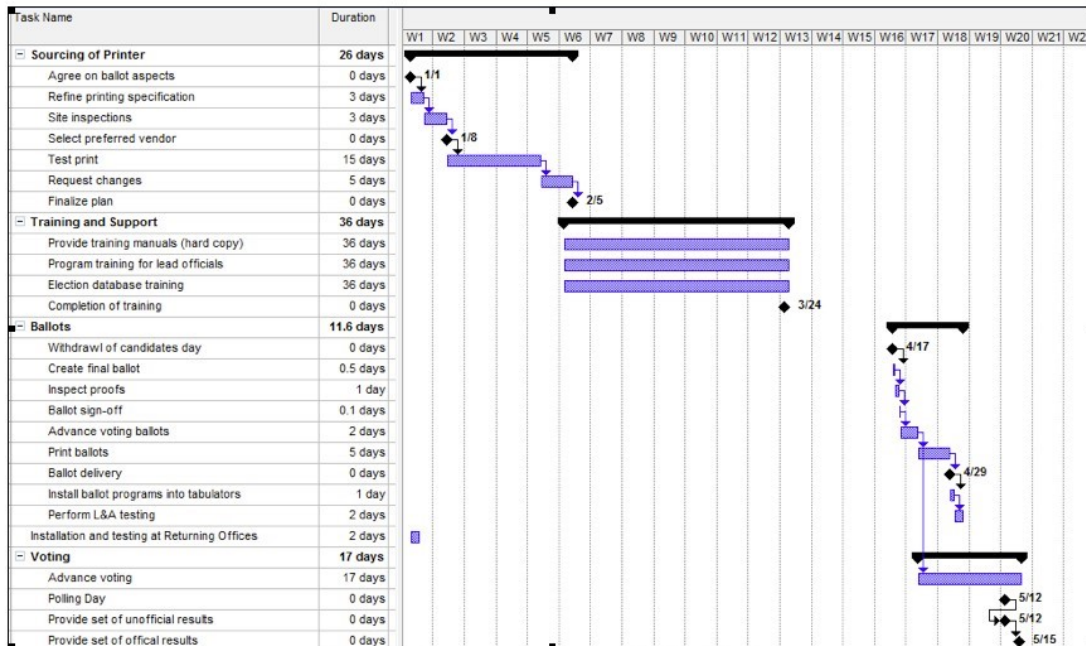 Task Name Duration
W1 W2 W3 W4 W5 W6 W7 W8 W9 W10 W11 W12 W13 W14 W15 W16 W17 W18 W19 W20 W21 W2
Sourcing of Printer 26 days
Agree on ballot aspects 0 days 1/1
Refine printing specification 3 days
Site inspections 3 days
Select preferred vendor 0 days 1/8
Test print 15 days
Request changes 5 days
Finalize plan 0 days 2/5
Training and Support 36 days
Provide training manuals (hard copy) 36 days
Program training for lead officials 36 days
Election database training 36 days
Completion of training 0 days 3/24
Ballots 11.6 days
Withdrawl of candidates day 0 days 4/17
Create final ballot 0.5 days
Inspect proofs 1 day
Ballot sign-off 0.1 days
Advance voting ballots 2 days
Print ballots 5 days
Ballot delivery 0 days 4/29
Install ballot programs into tabulators 1 day
Perform L&A testing 2 days
Installation and testing at Returning Offices 2 days
Voting 17 days
Advance voting 17 days
Polling Day 0 days 5/12
Provide set of unofficial results 0 days 5/12
Provide set of offical results 0 days 5/15